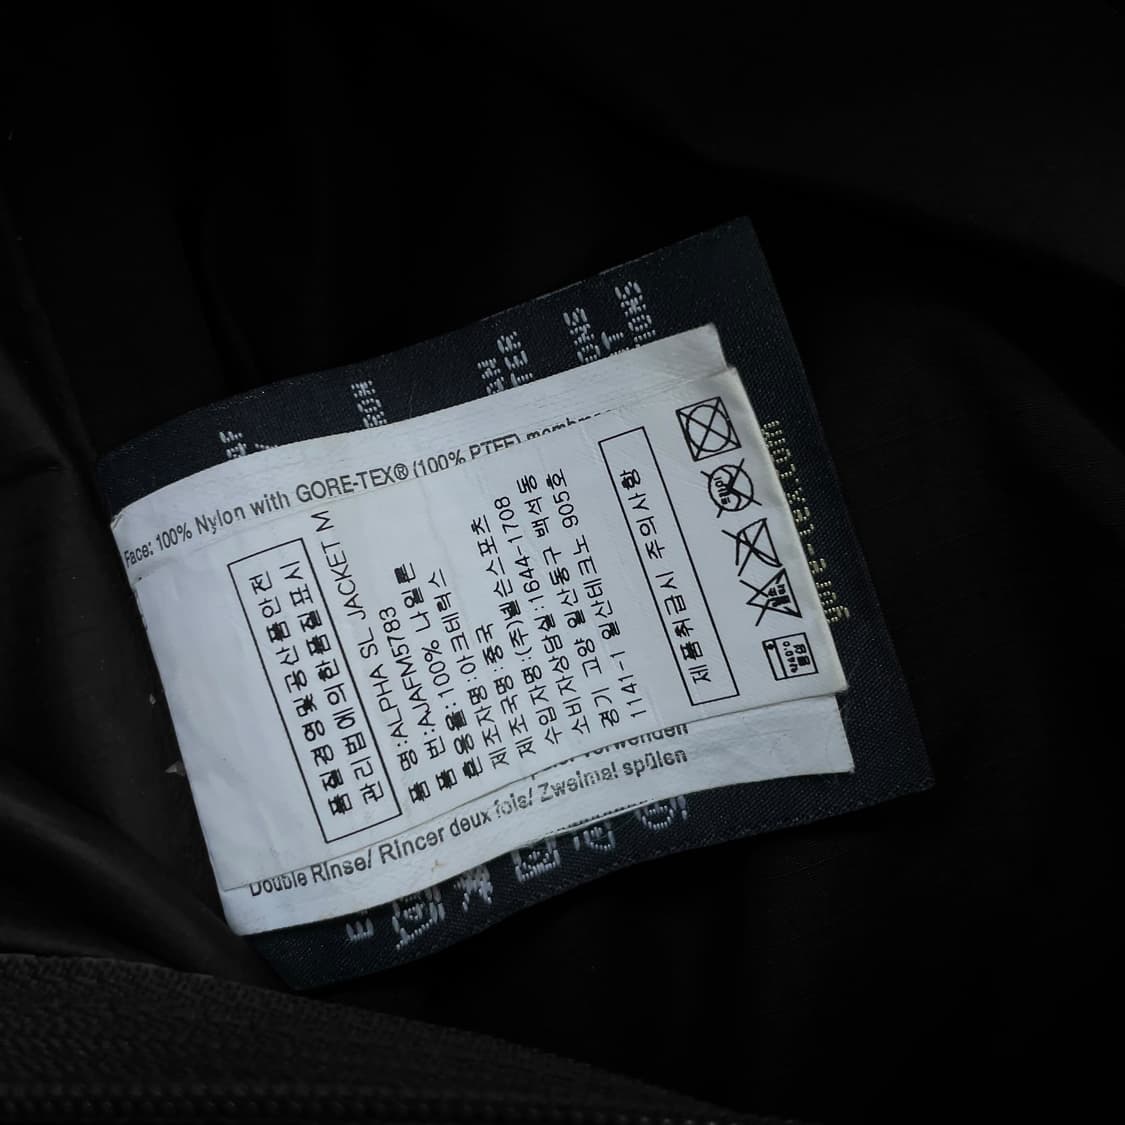 Face: 100% Nylon with GORE-TEX® (100% PTFE)
품질경영및공산품안전
관리법에의한품질표시
품 명:ALPHA SL JACKET M
품 번:AJAFM5783
혼용율:100% 나일론
제조자명:아크테릭스
제조국명:중국
수입자명:(주)넬슨스포츠
소비자상담실:1644-1708
경기 고양 일산동구 백석동
1141-1 일산테크노 905호
제품취급시 주의사항
verwenden
Double Rinse/ Rincer deux fois/ Zweimal spülen
gore-tex.com